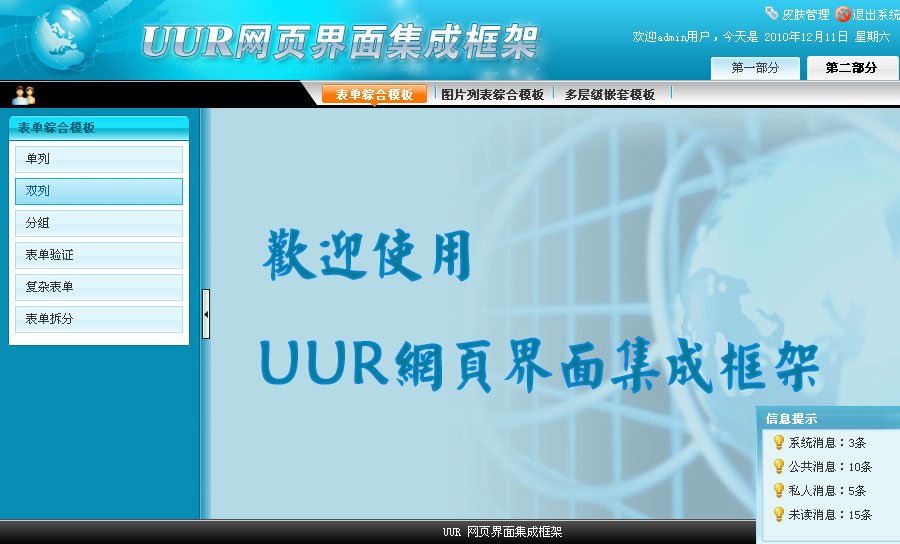 UUR网页界面集成框架
皮肤管理 退出系统
欢迎admin用户，今天是 2010年12月11日 星期六
第一部分 第二部分
表单综合模板 图片列表综合模板 多层级嵌套模板
表单综合模板
单列
双列
分组
表单验证
复杂表单
表单拆分
歡迎使用
UUR網頁界面集成框架
信息提示
系统消息：3条
公共消息：10条
私人消息：5条
未读消息：15条
UUR 网页界面集成框架